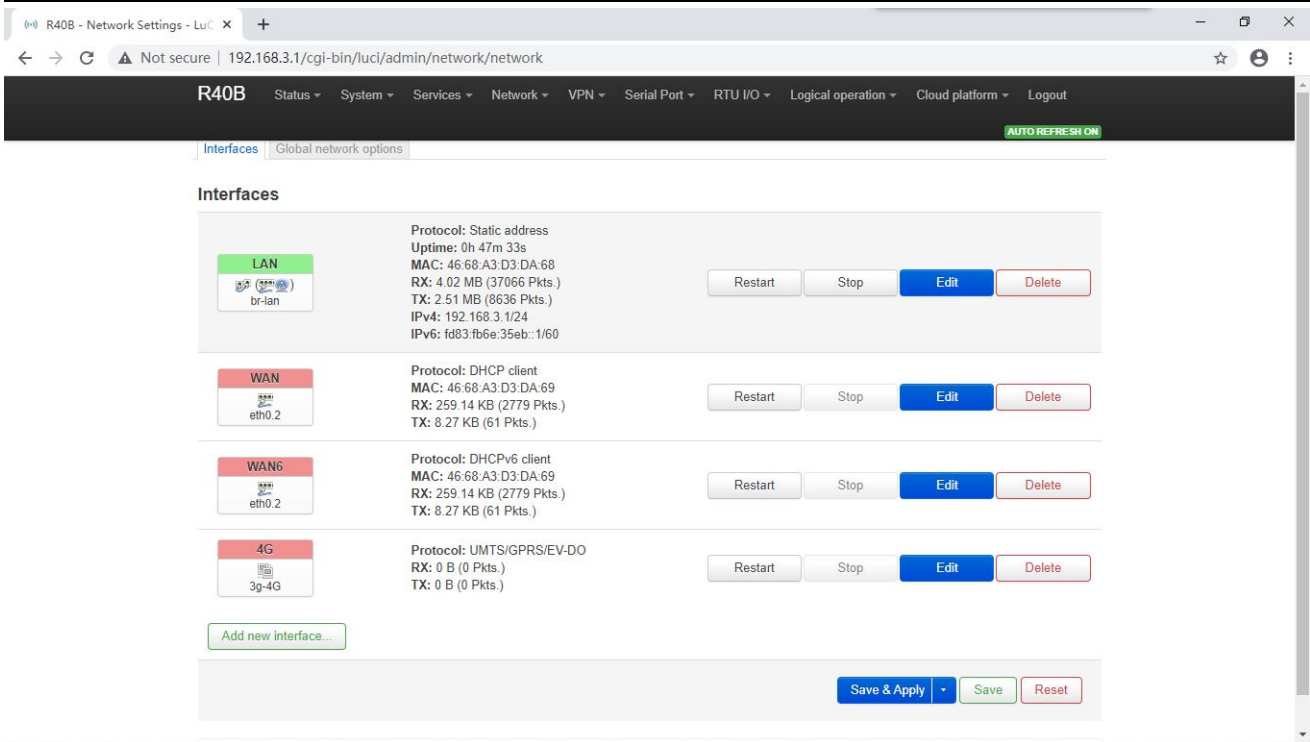 R40B - Network Settings - LuC
Not secure | 192.168.3.1/cgi-bin/luci/admin/network/network
R40B Status System Services Network VPN Serial Port RTU I/O Logical operation Cloud platform Logout
AUTO REFRESH ON
Interfaces Global network options
Interfaces
LAN
br-lan
Protocol: Static address
Uptime: 0h 47m 33s
MAC: 46:68:A3:D3:DA:68
RX: 4.02 MB (37066 Pkts.)
TX: 2.51 MB (8636 Pkts.)
IPv4: 192.168.3.1/24
IPv6: fd83:fb6e:35eb::1/60
Restart Stop Edit Delete
WAN
eth0.2
Protocol: DHCP client
MAC: 46:68:A3:D3:DA:69
RX: 259.14 KB (2779 Pkts.)
TX: 8.27 KB (61 Pkts.)
Restart Stop Edit Delete
WAN6
eth0.2
Protocol: DHCPv6 client
MAC: 46:68:A3:D3:DA:69
RX: 259.14 KB (2779 Pkts.)
TX: 8.27 KB (61 Pkts.)
Restart Stop Edit Delete
4G
3g-4G
Protocol: UMTS/GPRS/EV-DO
RX: 0 B (0 Pkts.)
TX: 0 B (0 Pkts.)
Restart Stop Edit Delete
Add new interface...
Save & Apply Save Reset